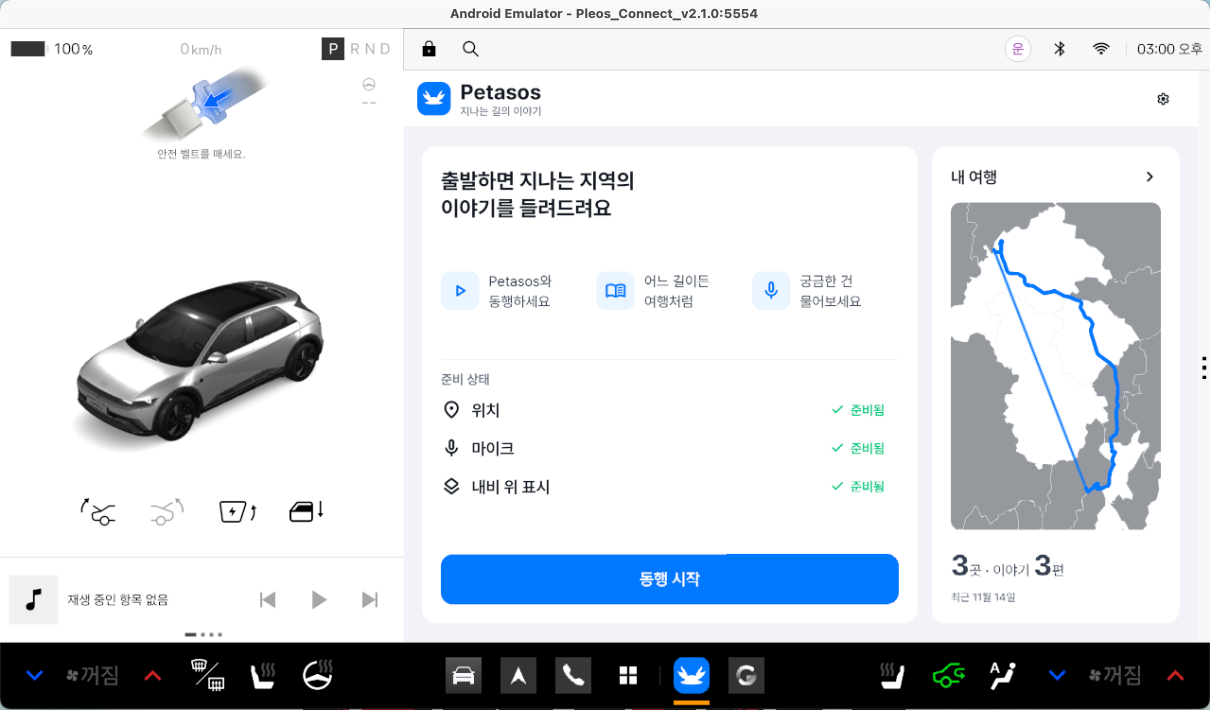 Android Emulator - Pleos_Connect_v2.1.0:5554
100 %
0 km/h
P R N D
운
03:00 오후
안전 벨트를 매세요.
--
Petasos
지나는 길의 이야기
출발하면 지나는 지역의
이야기를 들려드려요
Petasos와
동행하세요
어느 길이든
여행처럼
궁금한 건
물어보세요
준비 상태
위치
준비됨
마이크
준비됨
내비 위 표시
준비됨
동행 시작
내 여행
3곳 · 이야기 3편
최근 11월 14일
재생 중인 항목 없음
꺼짐
G
A
꺼짐